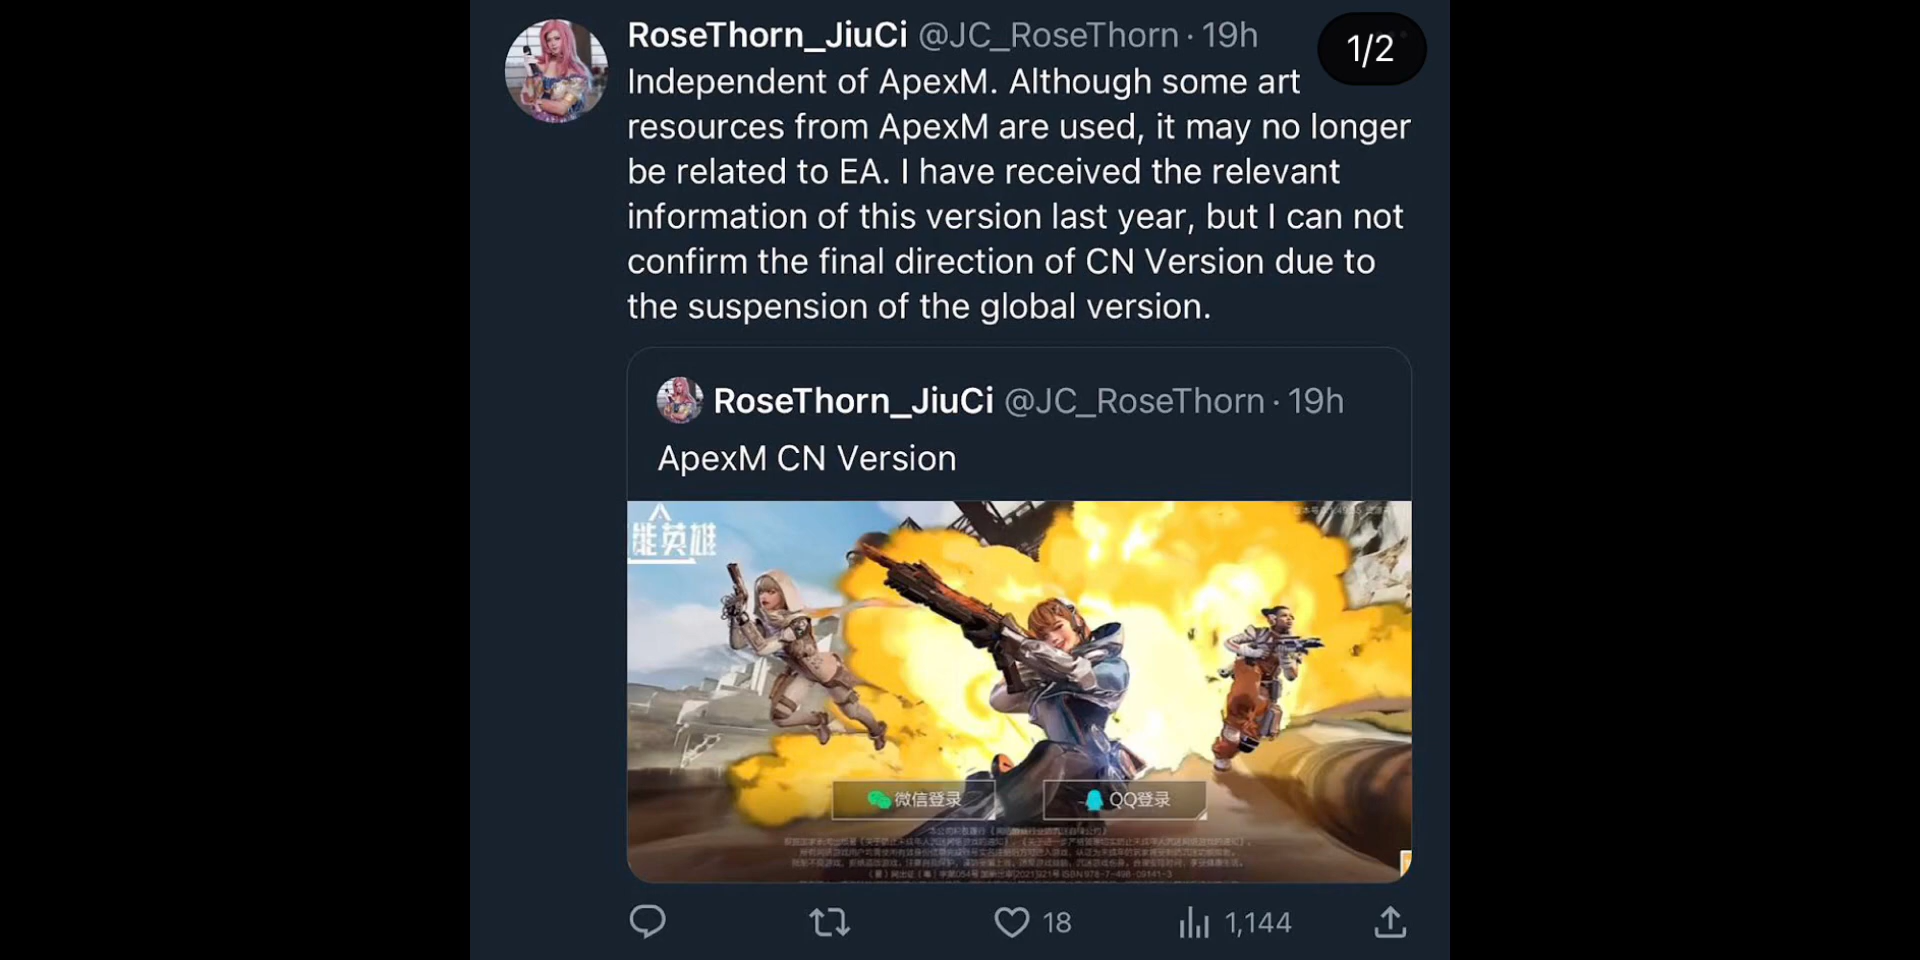 RoseThorn_JiuCi @JC_RoseThorn · 19h
1/2
Independent of ApexM. Although some art
resources from ApexM are used, it may no longer
be related to EA. I have received the relevant
information of this version last year, but I can not
confirm the final direction of CN Version due to
the suspension of the global version.
RoseThorn_JiuCi @JC_RoseThorn · 19h
ApexM CN Version
能英雄
微信登录
QQ登录
18
1,144